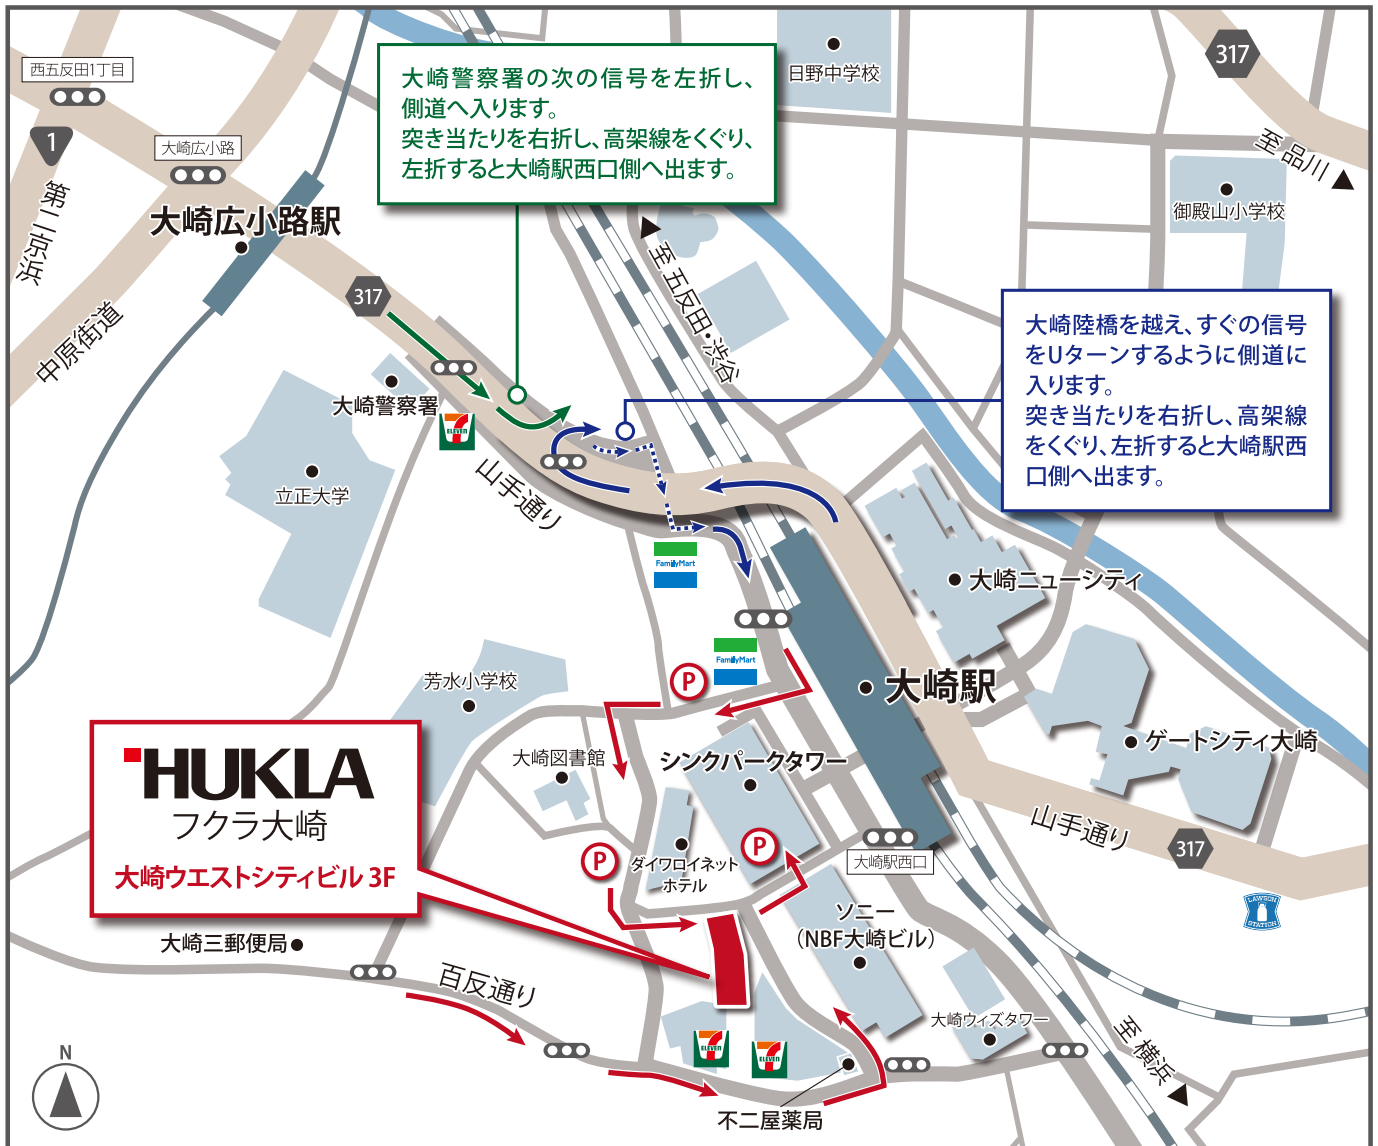 西五反田1丁目
1
第二京浜
大崎広小路
大崎広小路駅
中原街道
317
大崎警察署の次の信号を左折し、
側道へ入ります。
突き当たりを右折し、高架線をくぐり、
左折すると大崎駅西口側へ出ます。
日野中学校
317
至 品川
御殿山小学校
至 五反田・渋谷
大崎陸橋を越え、すぐの信号
をUターンするように側道に
入ります。
突き当たりを右折し、高架線
をくぐり、左折すると大崎駅西
口側へ出ます。
大崎警察署
7
ELEVEN
立正大学
山手通り
FamilyMart
FamilyMart
大崎ニューシティ
大崎駅
芳水小学校
P
大崎図書館
シンクパークタワー
ゲートシティ大崎
山手通り
317
HUKLA
フクラ大崎
大崎ウエストシティビル 3F
P
P
ダイワロイネット
ホテル
大崎駅西口
LAWSON
STATION
ソニー
(NBF大崎ビル)
大崎三郵便局
百反通り
7
ELEVEN
7
ELEVEN
大崎ウィズタワー
至 横浜
不二屋薬局
N